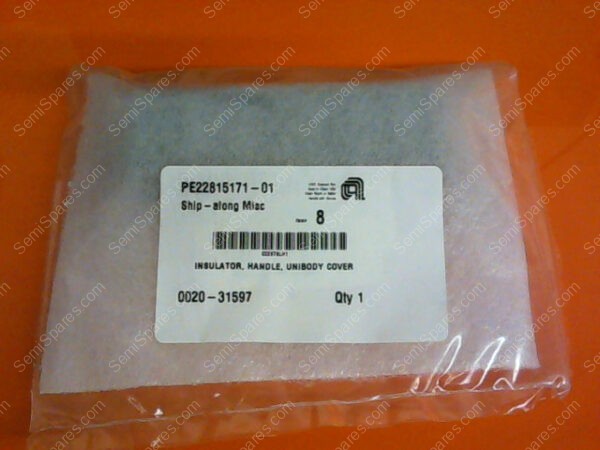 PE22815171-01
Ship-along Misc
8
INSULATOR, HANDLE, UNIBODY COVER
0020-31597 Qty 1
SemiSpares.com